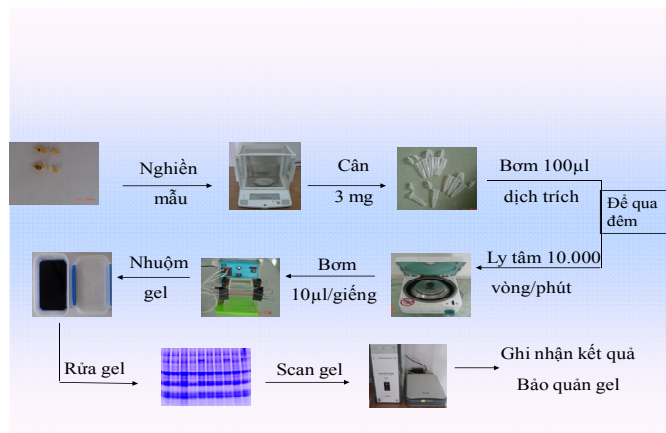 Nghiền
mẫu
Cân
3 mg
Bơm 100µl
dịch trích
Để qua
đêm
Ly tâm 10.000
vòng/phút
Bơm
10µl/giếng
Nhuộm
gel
Rửa gel
Scan gel
Ghi nhận kết quả
Bảo quản gel